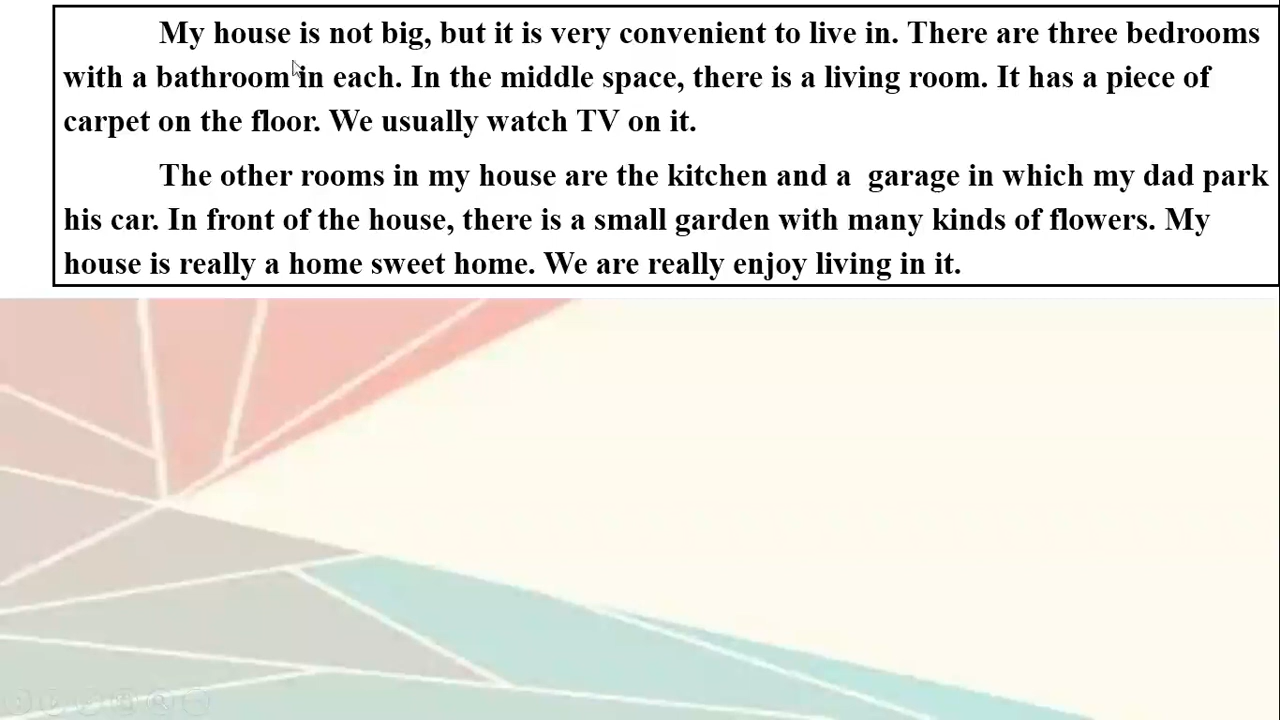 My house is not big, but it is very convenient to live in. There are three bedrooms
with a bathroom in each. In the middle space, there is a living room. It has a piece of
carpet on the floor. We usually watch TV on it.
The other rooms in my house are the kitchen and a  garage in which my dad park
his car. In front of the house, there is a small garden with many kinds of flowers. My
house is really a home sweet home. We are really enjoy living in it.